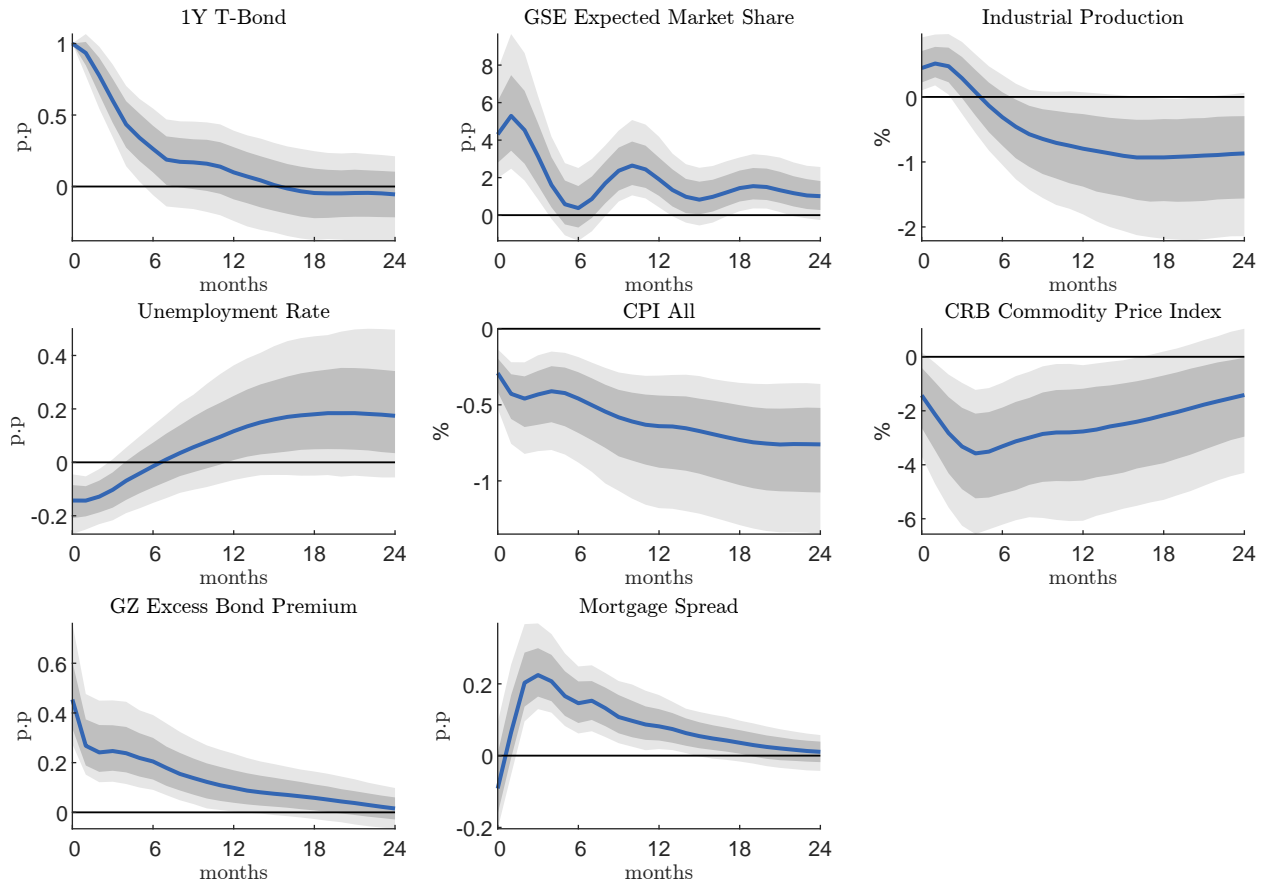 1Y T-Bond
p.p
1
0.5
0
0 6 12 18 24
months
GSE Expected Market Share
p.p
8
6
4
2
0
0 6 12 18 24
months
Industrial Production
%
0
-1
-2
0 6 12 18 24
months
Unemployment Rate
p.p
0.4
0.2
0
-0.2
0 6 12 18 24
months
CPI All
%
0
-0.5
-1
0 6 12 18 24
months
CRB Commodity Price Index
%
0
-2
-4
-6
0 6 12 18 24
months
GZ Excess Bond Premium
p.p
0.6
0.4
0.2
0
0 6 12 18 24
months
Mortgage Spread
p.p
0.2
0
-0.2
0 6 12 18 24
months